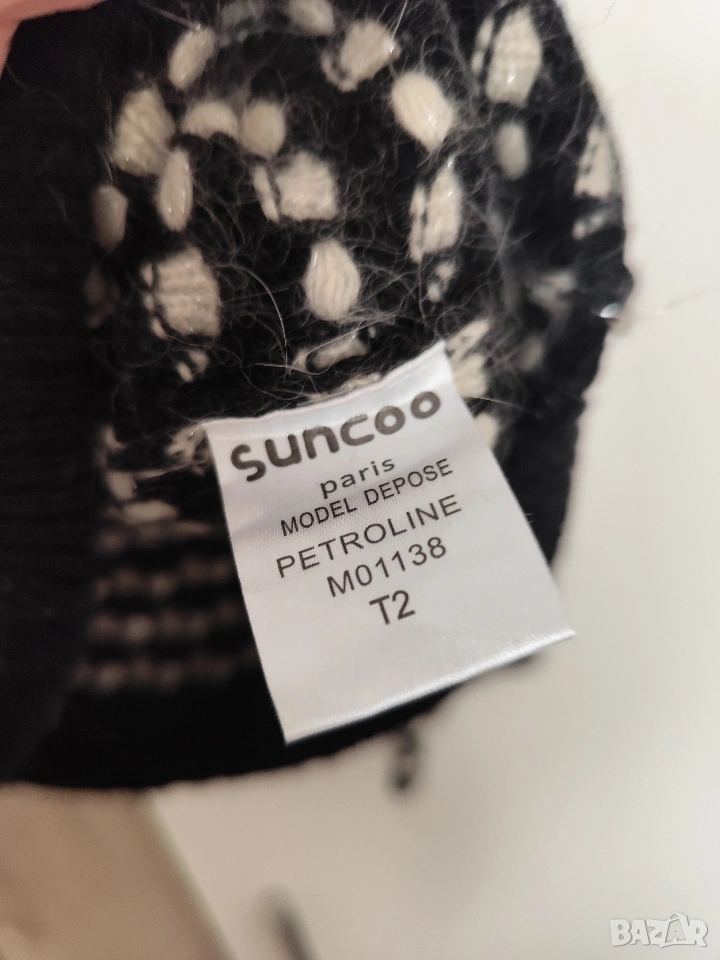 suncoo
paris
MODEL DEPOSE
PETROLINE
M01138
T2
BAZAR